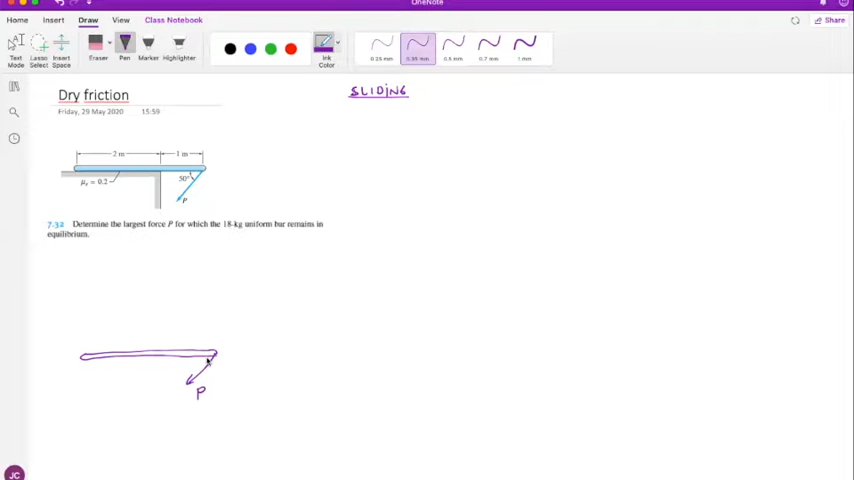 OneNote
Home Insert Draw View Class Notebook
Share
Text Mode
Lasso Select
Insert Space
Eraser
Pen
Marker
Highlighter
Ink Color
0.25 mm
0.35 mm
0.5 mm
0.7 mm
1 mm
Dry friction
Friday, 29 May 2020 15:59
SLIDING
2 m
1 m
μs = 0.2
50°
P
7.32 Determine the largest force P for which the 18-kg uniform bar remains in
equilibrium.
P
JC